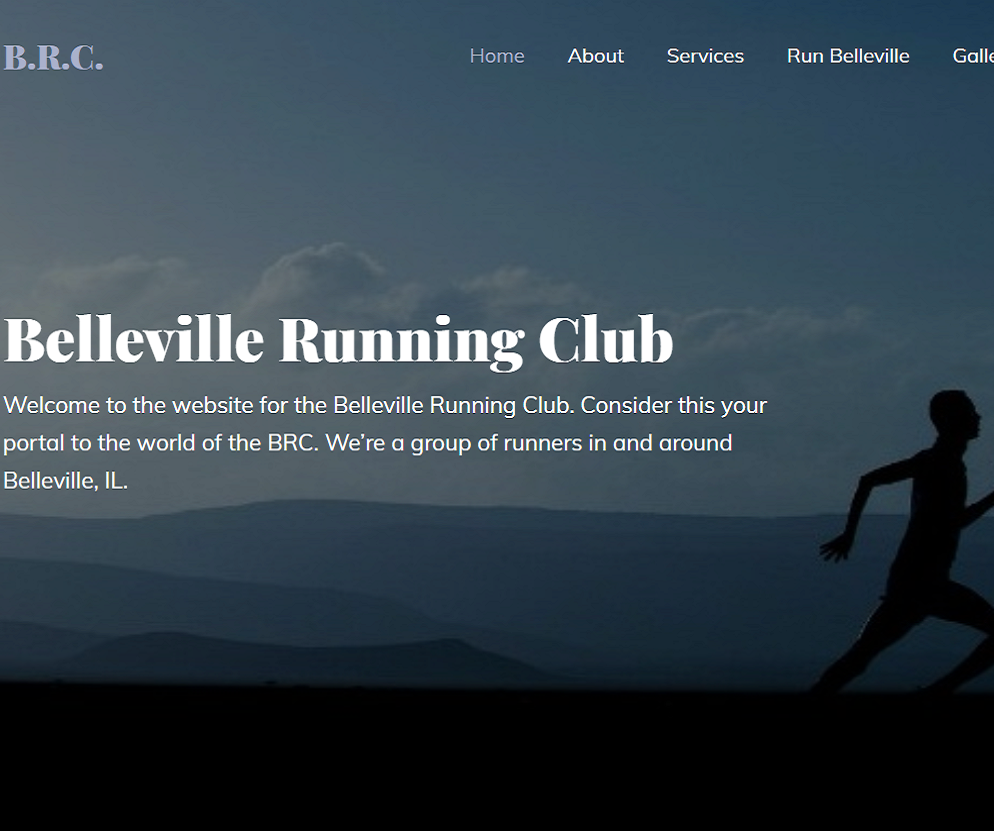 B.R.C.
Home About Services Run Belleville Galle
Belleville Running Club
Welcome to the website for the Belleville Running Club. Consider this your
portal to the world of the BRC. We’re a group of runners in and around
Belleville, IL.